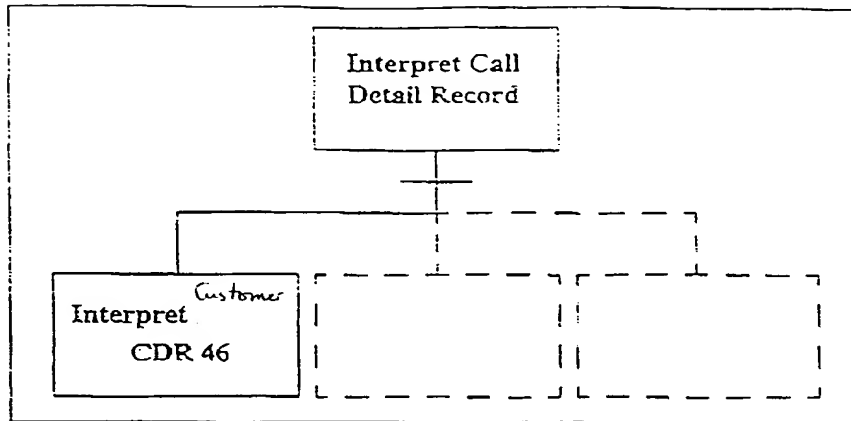 Interpret Call
Detail Record
Customer
Interpret
CDR 46